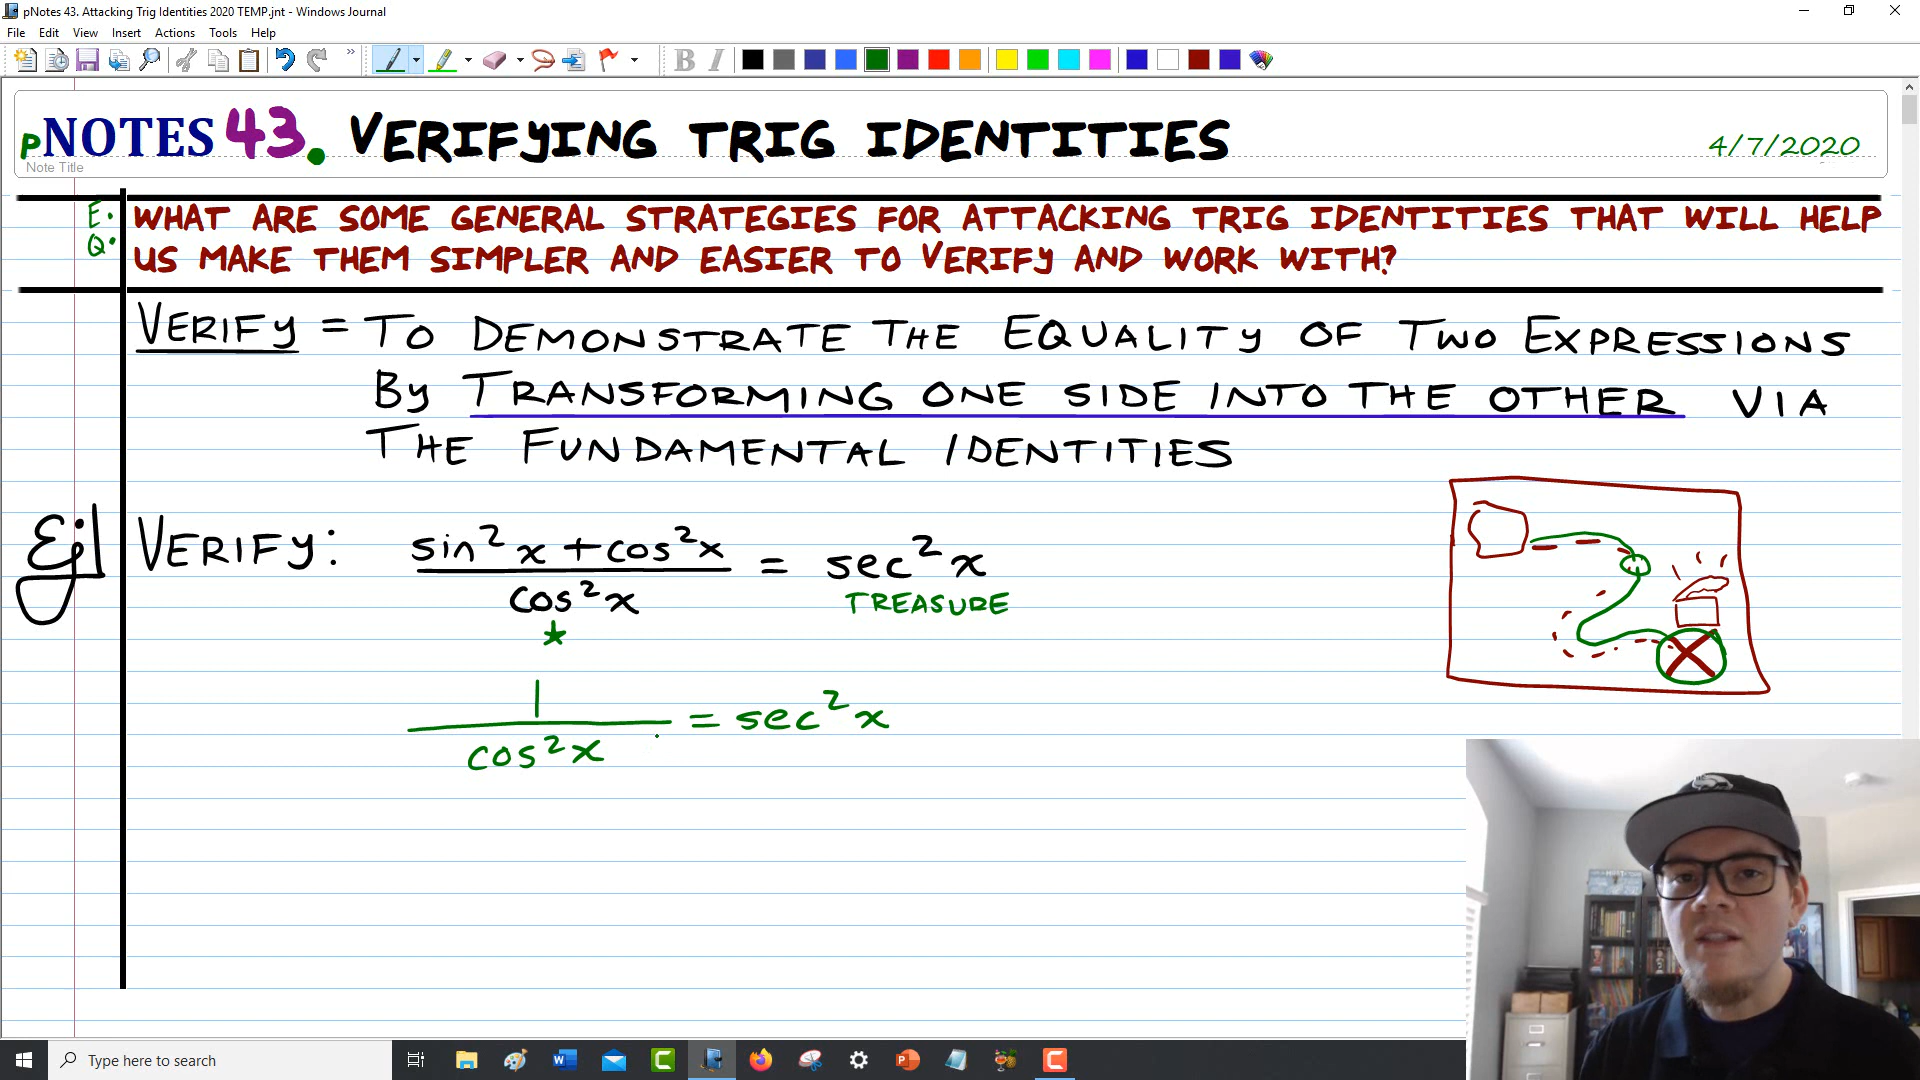 pNotes 43. Attacking Trig Identities 2020 TEMP.jnt - Windows Journal
File Edit View Insert Actions Tools Help
B I
pNOTES 43. VERIFYING TRIG IDENTITIES
4/7/2020
Note Title
E.Q. WHAT ARE SOME GENERAL STRATEGIES FOR ATTACKING TRIG IDENTITIES THAT WILL HELP
US MAKE THEM SIMPLER AND EASIER TO VERIFY AND WORK WITH?
VERIFY = TO DEMONSTRATE THE EQUALITY OF TWO EXPRESSIONS
BY TRANSFORMING ONE SIDE INTO THE OTHER VIA
THE FUNDAMENTAL IDENTITIES
Ej1 VERIFY: sin²x + cos²x / cos²x = sec²x
TREASURE
1 / cos²x = sec²x
Type here to search